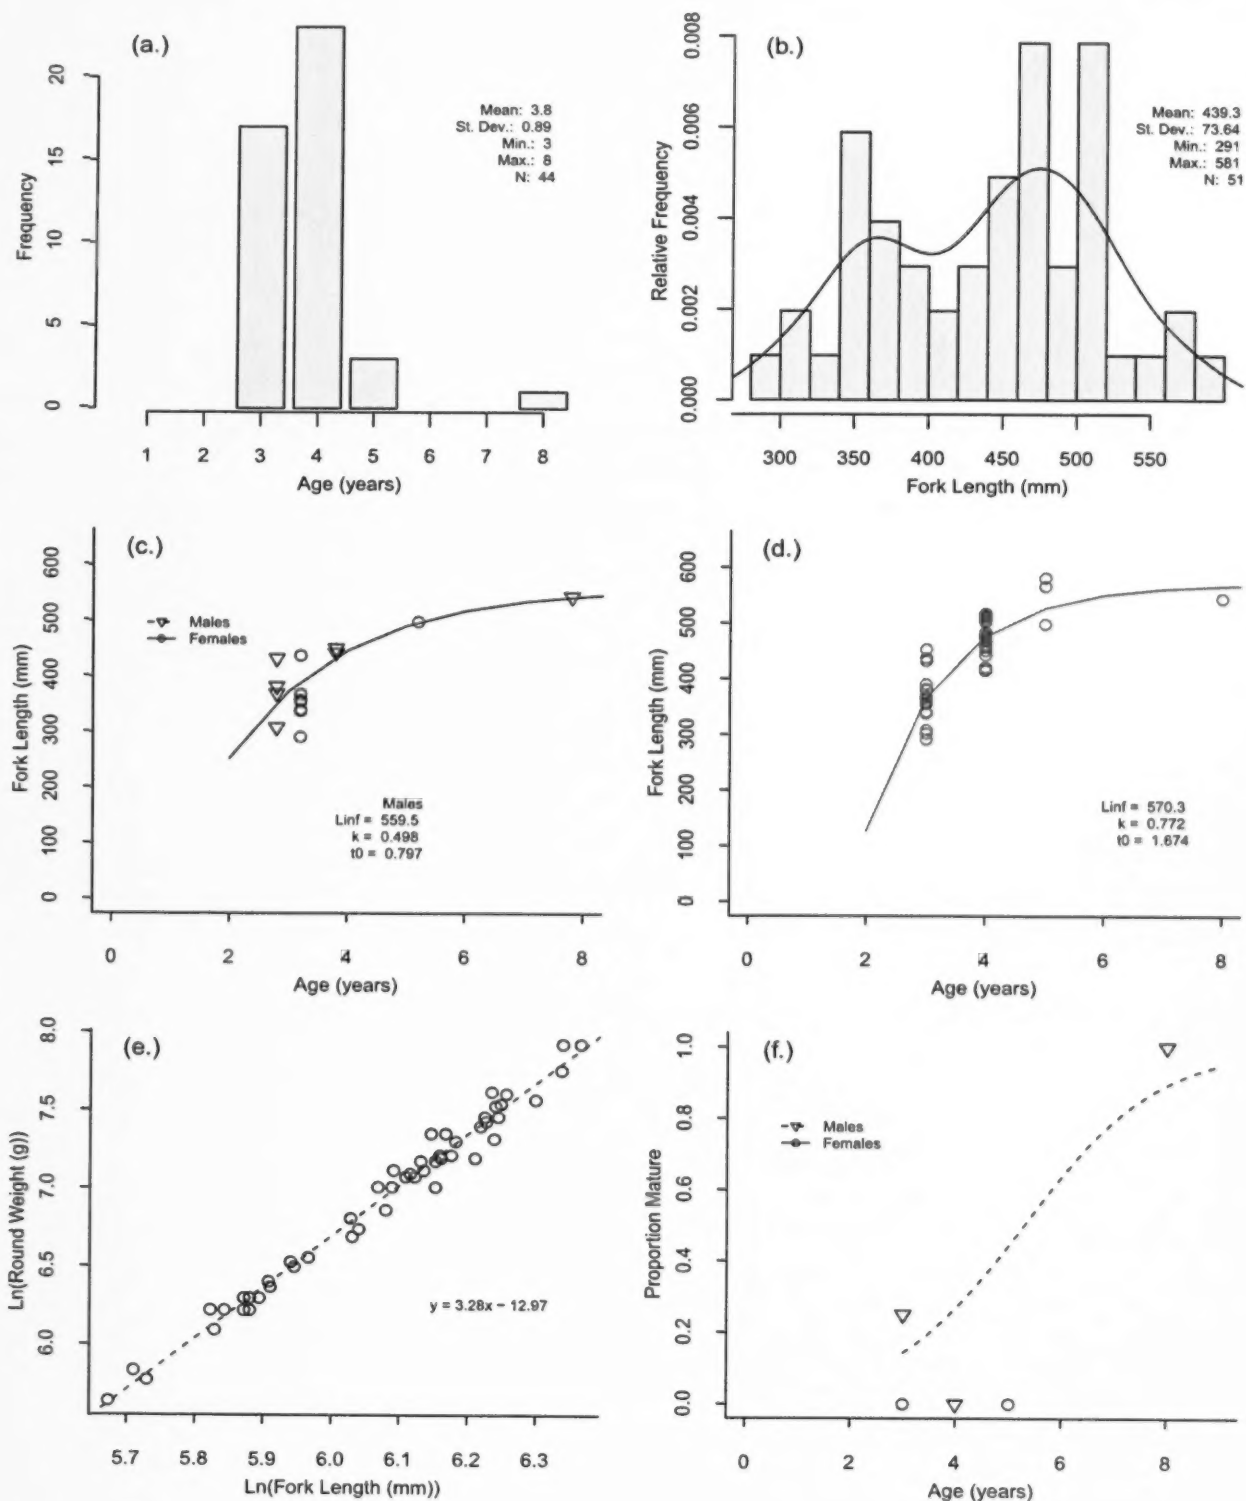 (a.)
Mean: 3.8
St. Dev.: 0.89
Min.: 3
Max.: 8
N: 44
Frequency
0 5 10 15 20
1 2 3 4 5 6 7 8
Age (years)
(b.)
Mean: 439.3
St. Dev.: 73.64
Min.: 291
Max.: 581
N: 51
Relative Frequency
0.000 0.002 0.004 0.006 0.008
300 350 400 450 500 550
Fork Length (mm)
(c.)
Males
Females
Males
Linf = 559.5
k = 0.498
t0 = 0.797
Fork Length (mm)
0 100 200 300 400 500 600
0 2 4 6 8
Age (years)
(d.)
Linf = 570.3
k = 0.772
t0 = 1.674
Fork Length (mm)
0 100 200 300 400 500 600
0 2 4 6 8
Age (years)
(e.)
y = 3.28x − 12.97
Ln(Round Weight (g))
6.0 6.5 7.0 7.5 8.0
5.7 5.8 5.9 6.0 6.1 6.2 6.3
Ln(Fork Length (mm))
(f.)
Males
Females
Proportion Mature
0.0 0.2 0.4 0.6 0.8 1.0
0 2 4 6 8
Age (years)